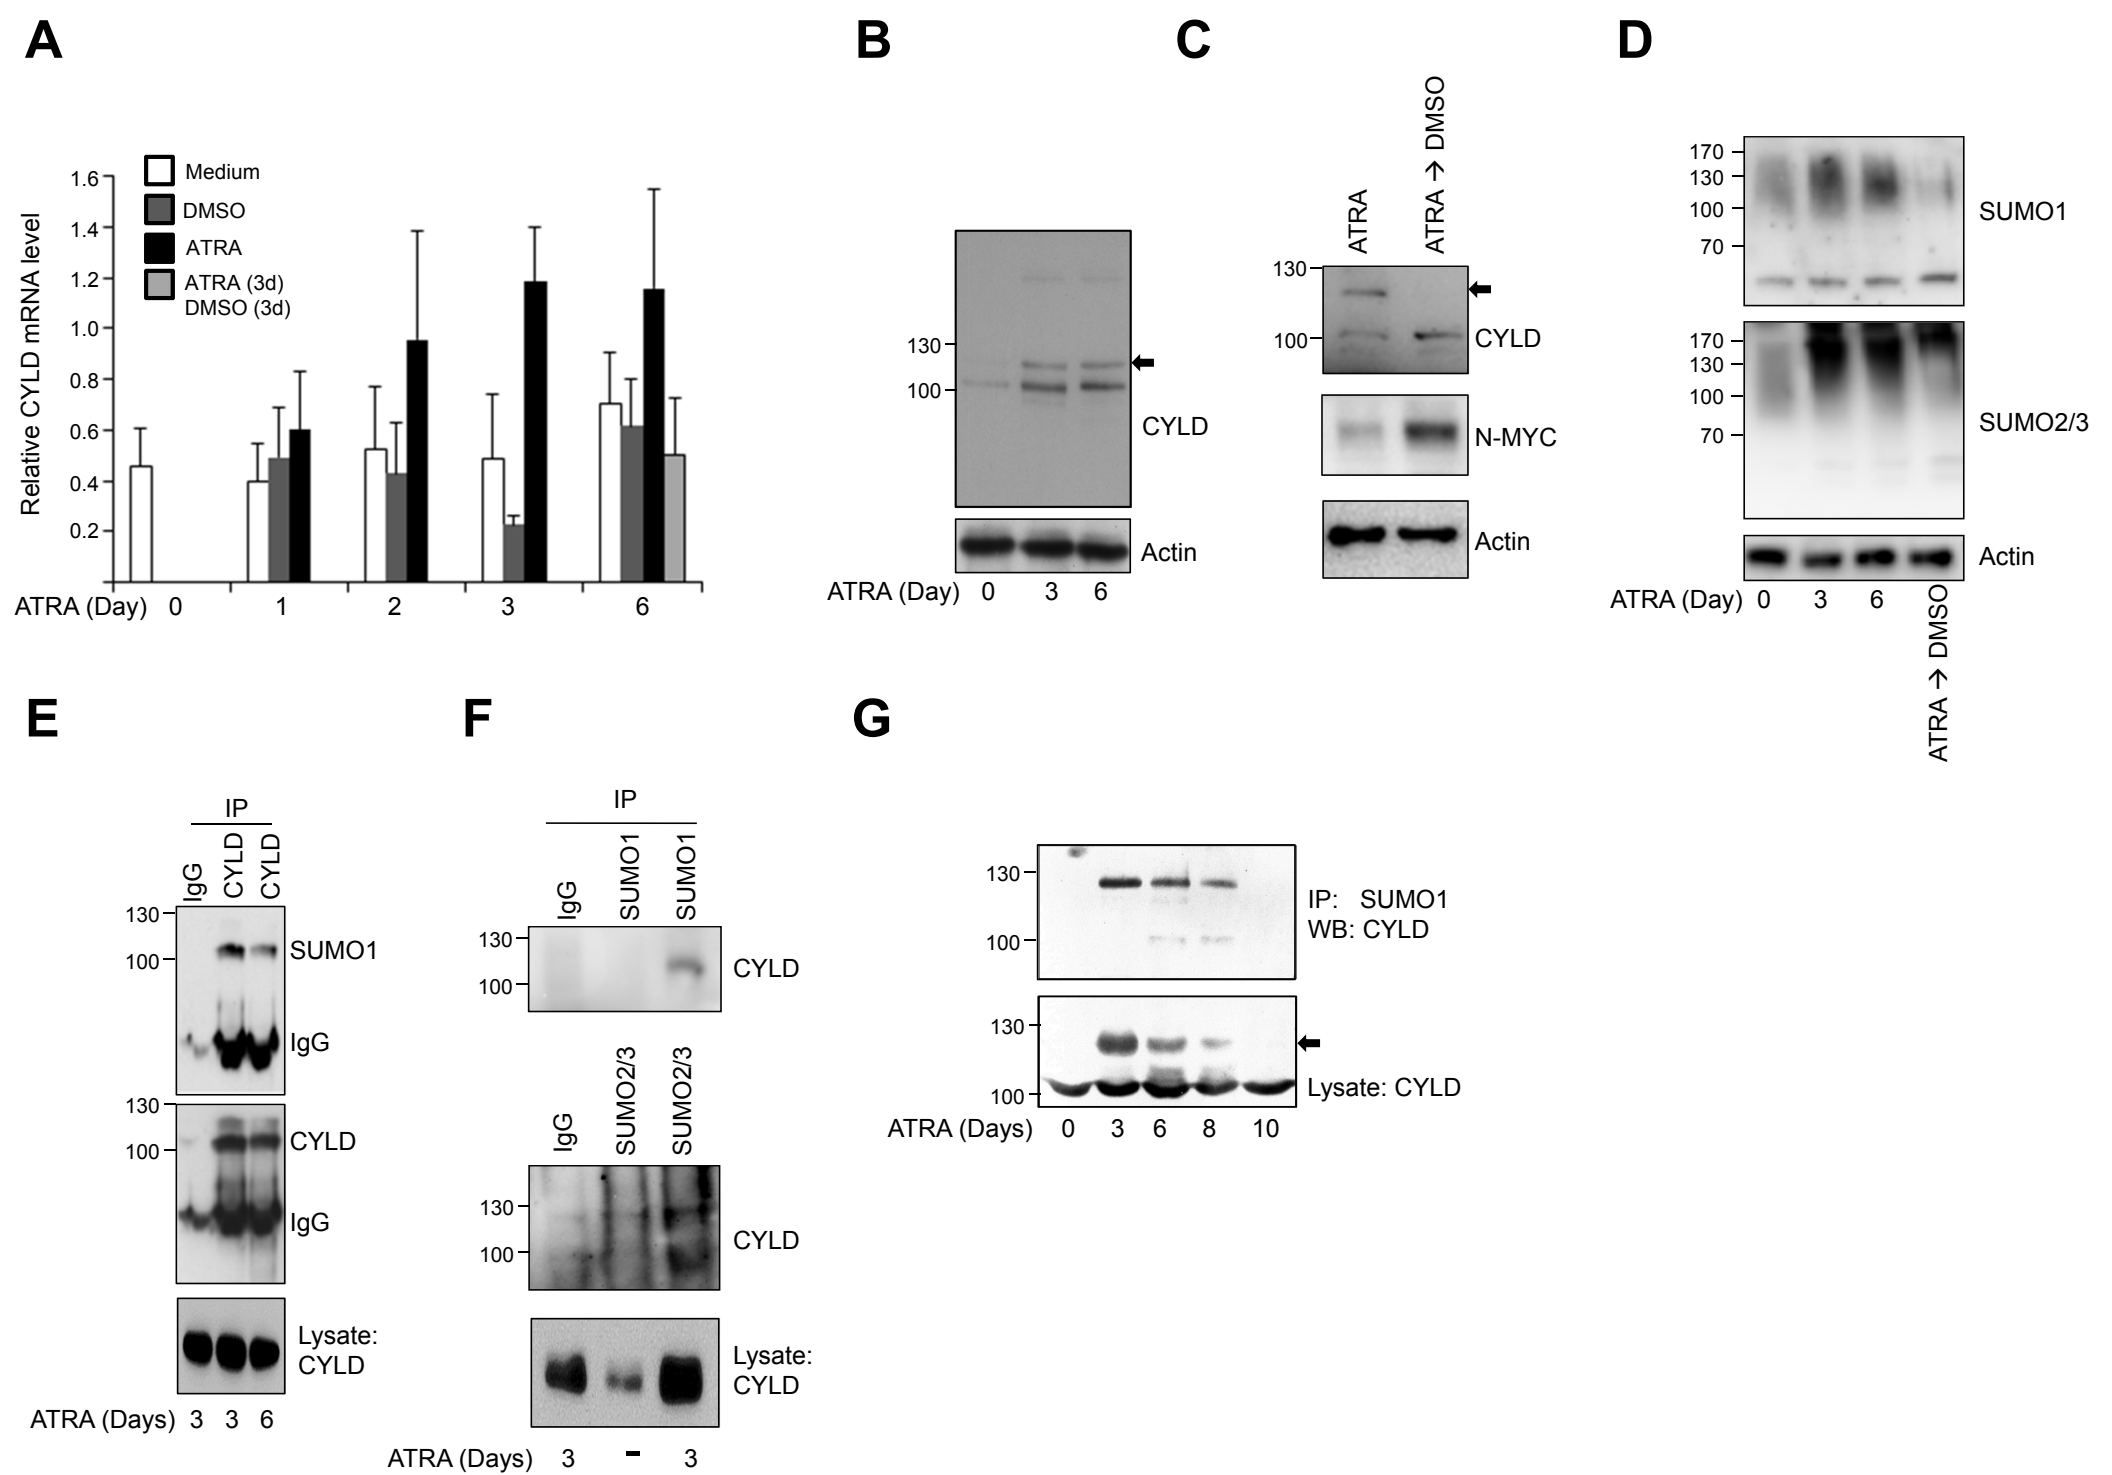 A
B
C
D
Medium
DMSO
ATRA
ATRA (3d)
DMSO (3d)
Relative CYLD mRNA level
1.6
1.4
1.2
1.0
0.8
0.6
0.4
0.2
ATRA (Day) 0 1 2 3 6
130
100
CYLD
Actin
ATRA (Day) 0 3 6
ATRA
ATRA → DMSO
130
100
CYLD
N-MYC
Actin
170
130
100
70
SUMO1
170
130
100
70
SUMO2/3
Actin
ATRA (Day) 0 3 6
ATRA → DMSO
E
F
G
IP
IgG
CYLD
CYLD
130
100
SUMO1
IgG
130
100
CYLD
IgG
Lysate:
CYLD
ATRA (Days) 3 3 6
IP
IgG
SUMO1
SUMO1
130
100
CYLD
IgG
SUMO2/3
SUMO2/3
130
100
CYLD
Lysate:
CYLD
ATRA (Days) 3 - 3
130
100
IP: SUMO1
WB: CYLD
130
100
Lysate: CYLD
ATRA (Days) 0 3 6 8 10